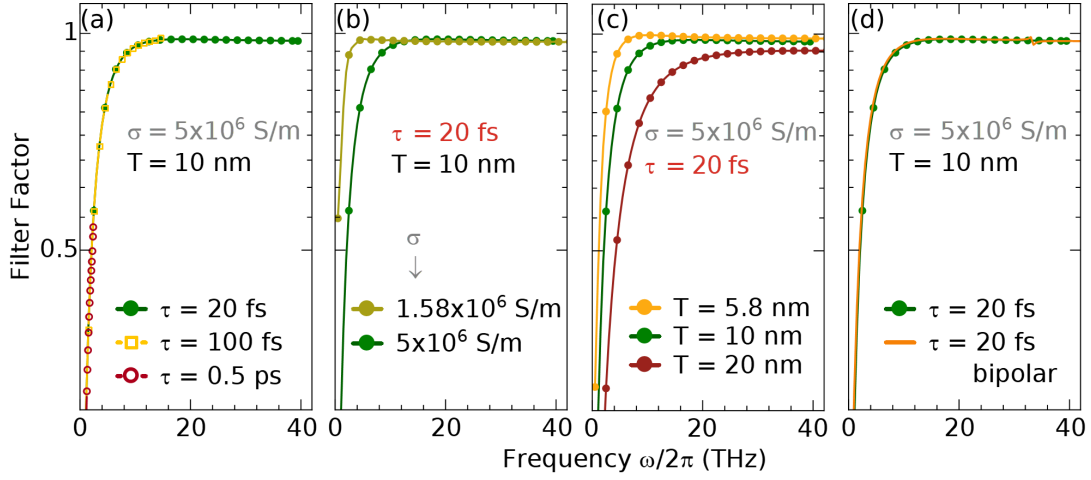 (a)
1
0.5
Filter Factor
σ = 5x10⁶ S/m
T = 10 nm
τ = 20 fs
τ = 100 fs
τ = 0.5 ps
0 20 40
(b)
τ = 20 fs
T = 10 nm
σ
↓
1.58x10⁶ S/m
5x10⁶ S/m
0 20 40
(c)
σ = 5x10⁶ S/m
τ = 20 fs
T = 5.8 nm
T = 10 nm
T = 20 nm
0 20 40
(d)
σ = 5x10⁶ S/m
T = 10 nm
τ = 20 fs
τ = 20 fs
bipolar
0 20 40
Frequency ω/2π (THz)